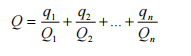 Q = q₁/Q₁ + q₂/Q₂ + ... + qₙ/Qₙ